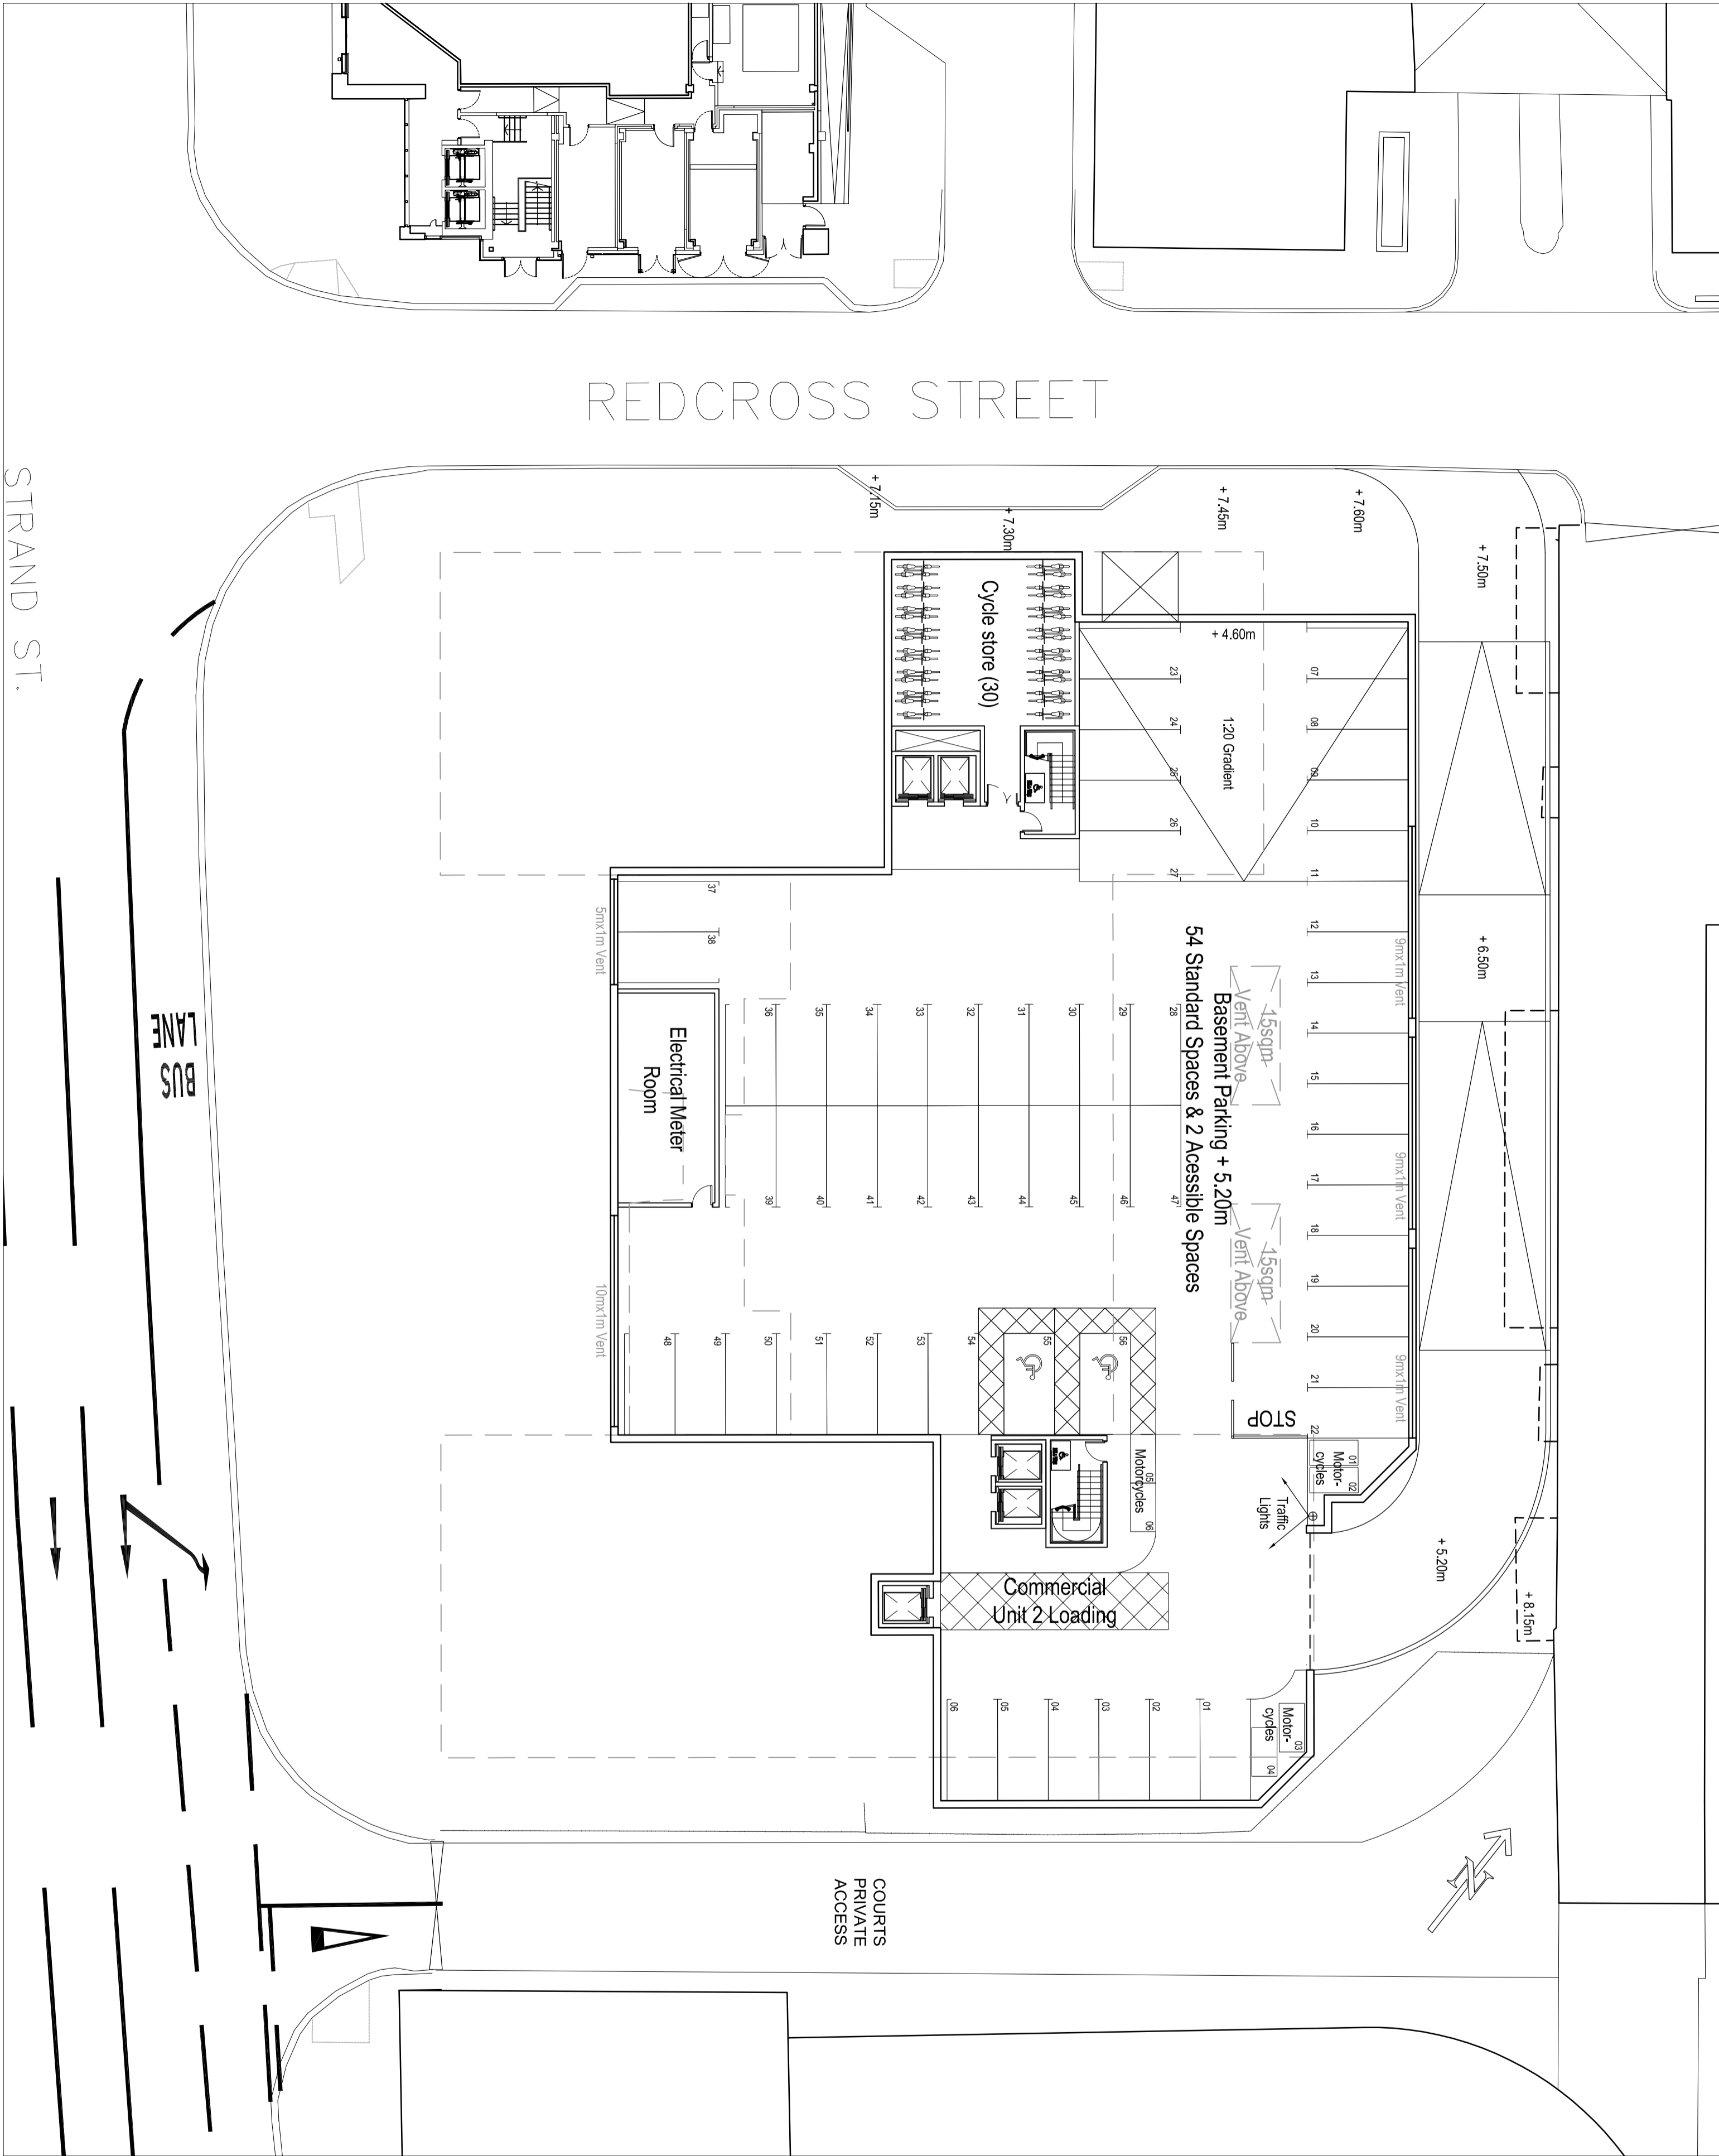 REDCROSS STREET
STRAND ST.
+ 7.15m
+ 7.30m
+ 7.45m
+ 7.60m
+ 7.50m
Cycle store (30)
+ 4.60m
1:20 Gradient
23
24
25
26
27
07
08
09
10
11
12
13
14
15
16
17
18
19
20
21
22
9mx1m Vent
9mx1m Vent
9mx1m Vent
+ 6.50m
15sqm
Vent Above
15sqm
Vent Above
Basement Parking + 5.20m
54 Standard Spaces & 2 Acessible Spaces
37
38
5mx1m Vent
10mx1m Vent
Electrical Meter
Room
36
35
34
33
32
31
30
29
28
39
40
41
42
43
44
45
46
47
48
49
50
51
52
53
54
55
56
BUS
LANE
STOP
01
02
Motor-
cycles
Traffic
Lights
Motorcycles
05
06
+ 5.20m
+ 8.15m
Commercial
Unit 2 Loading
06
05
04
03
02
01
Motor-
cycles
03
04
COURTS
PRIVATE
ACCESS
N